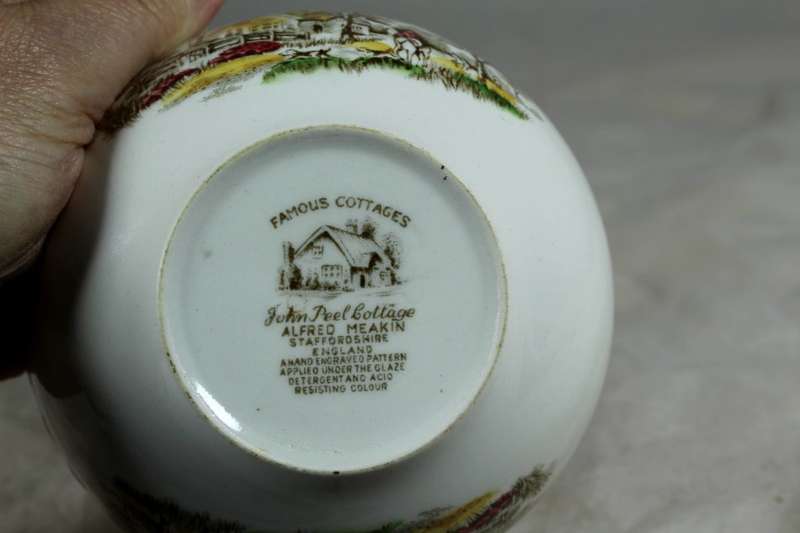 FAMOUS COTTAGES
John Peel Cottage
ALFRED MEAKIN
STAFFORDSHIRE
ENGLAND
A HAND ENGRAVED PATTERN
APPLIED UNDER THE GLAZE
DETERGENT AND ACID
RESISTING COLOUR